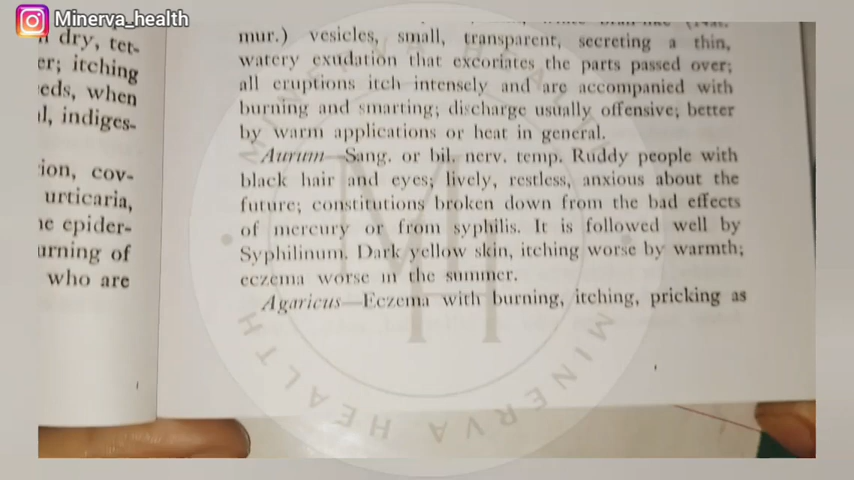 Minerva_health
n dry, tet-
er; itching
eds, when
l, indiges-
ion, cov-
urticaria,
ne epider-
urning of
who are
mur.) vesicles, small, transparent, secreting a thin,
watery exudation that excoriates the parts passed over;
all eruptions itch intensely and are accompanied with
burning and smarting; discharge usually offensive; better
by warm applications or heat in general.
Aurum—Sang. or bil. nerv. temp. Ruddy people with
black hair and eyes; lively, restless, anxious about the
future; constitutions broken down from the bad effects
of mercury or from syphilis. It is followed well by
Syphilinum. Dark yellow skin, itching worse by warmth;
eczema worse in the summer.
Agaricus—Eczema with burning, itching, pricking as
MINERVA HEALTH
MH
MINERVA HEALTH